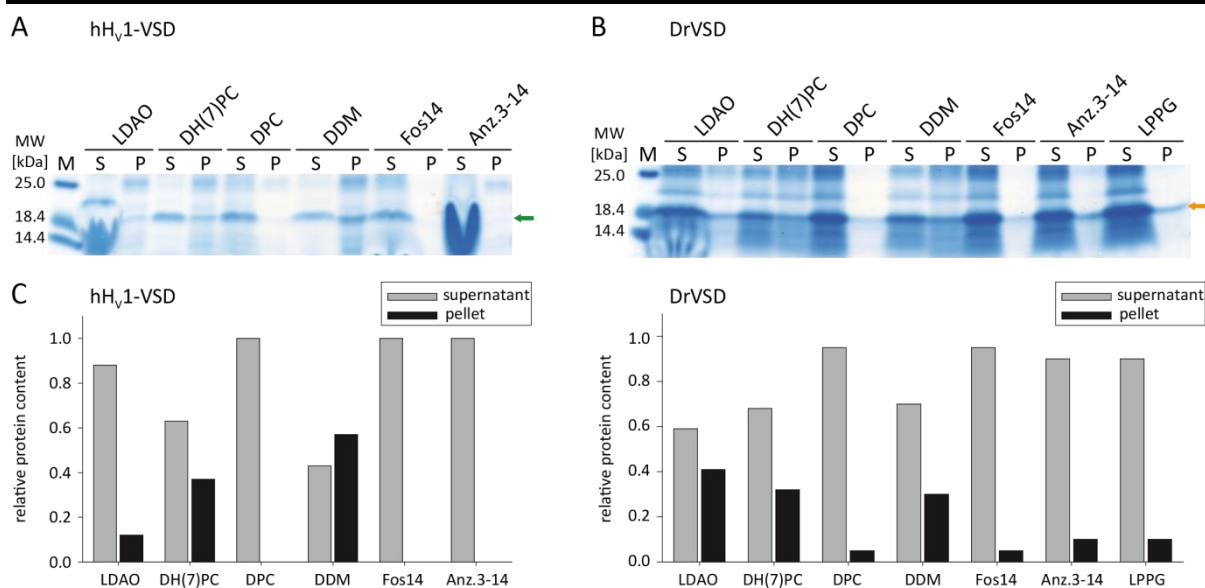 A hHv1-VSD
LDAO DH(7)PC DPC DDM Fos14 Anz.3-14
MW
[kDa] M S P S P S P S P S P S P
25.0
18.4
14.4
B DrVSD
LDAO DH(7)PC DPC DDM Fos14 Anz.3-14 LPPG
MW
[kDa] M S P S P S P S P S P S P S P
25.0
18.4
14.4
C hHv1-VSD
supernatant
pellet
relative protein content
1.0
0.8
0.6
0.4
0.2
0.0
LDAO DH(7)PC DPC DDM Fos14 Anz.3-14
DrVSD
supernatant
pellet
relative protein content
1.0
0.8
0.6
0.4
0.2
0.0
LDAO DH(7)PC DPC DDM Fos14 Anz.3-14 LPPG